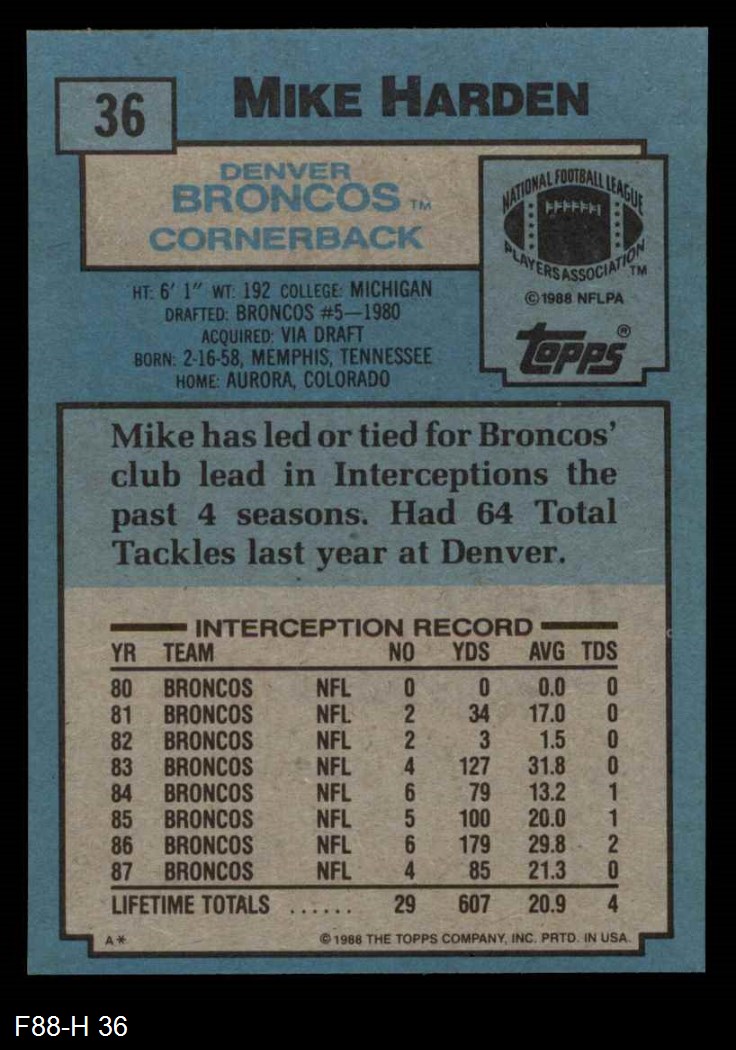 36
MIKE HARDEN
DENVER
BRONCOS TM
CORNERBACK
NATIONAL FOOTBALL LEAGUE
PLAYERS ASSOCIATION TM
©1988 NFLPA
topps®
HT: 6' 1" WT: 192 COLLEGE: MICHIGAN
DRAFTED: BRONCOS #5—1980
ACQUIRED: VIA DRAFT
BORN: 2-16-58, MEMPHIS, TENNESSEE
HOME: AURORA, COLORADO
Mike has led or tied for Broncos'
club lead in Interceptions the
past 4 seasons. Had 64 Total
Tackles last year at Denver.
INTERCEPTION RECORD
YR TEAM NO YDS AVG TDS
80 BRONCOS NFL 0 0 0.0 0
81 BRONCOS NFL 2 34 17.0 0
82 BRONCOS NFL 2 3 1.5 0
83 BRONCOS NFL 4 127 31.8 0
84 BRONCOS NFL 6 79 13.2 1
85 BRONCOS NFL 5 100 20.0 1
86 BRONCOS NFL 6 179 29.8 2
87 BRONCOS NFL 4 85 21.3 0
LIFETIME TOTALS ...... 29 607 20.9 4
A* ©1988 THE TOPPS COMPANY, INC. PRTD. IN USA.
F88-H 36